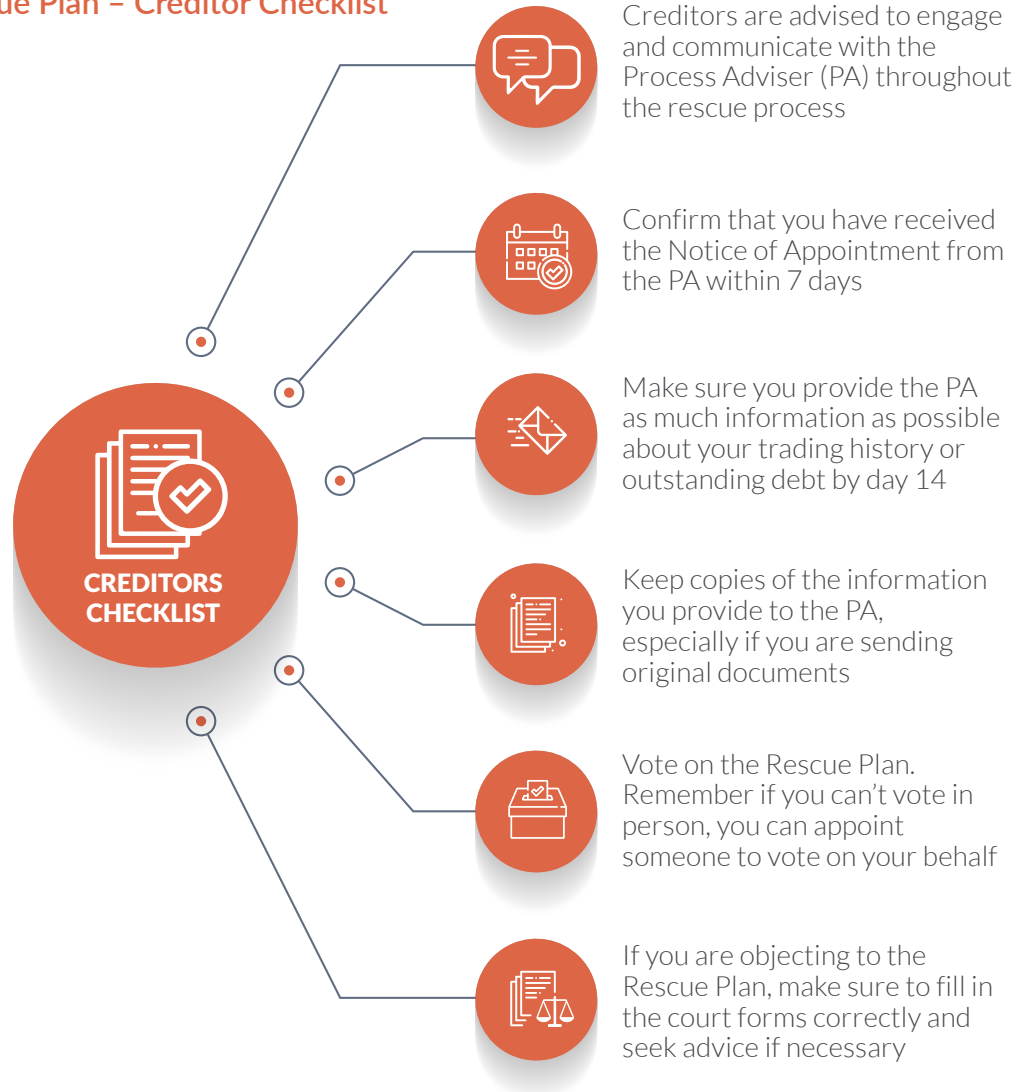 ue Plan – Creditor Checklist
Creditors are advised to engage
and communicate with the
Process Adviser (PA) throughout
the rescue process
Confirm that you have received
the Notice of Appointment from
the PA within 7 days
Make sure you provide the PA
as much information as possible
about your trading history or
outstanding debt by day 14
CREDITORS
CHECKLIST
Keep copies of the information
you provide to the PA,
especially if you are sending
original documents
Vote on the Rescue Plan.
Remember if you can’t vote in
person, you can appoint
someone to vote on your behalf
If you are objecting to the
Rescue Plan, make sure to fill in
the court forms correctly and
seek advice if necessary